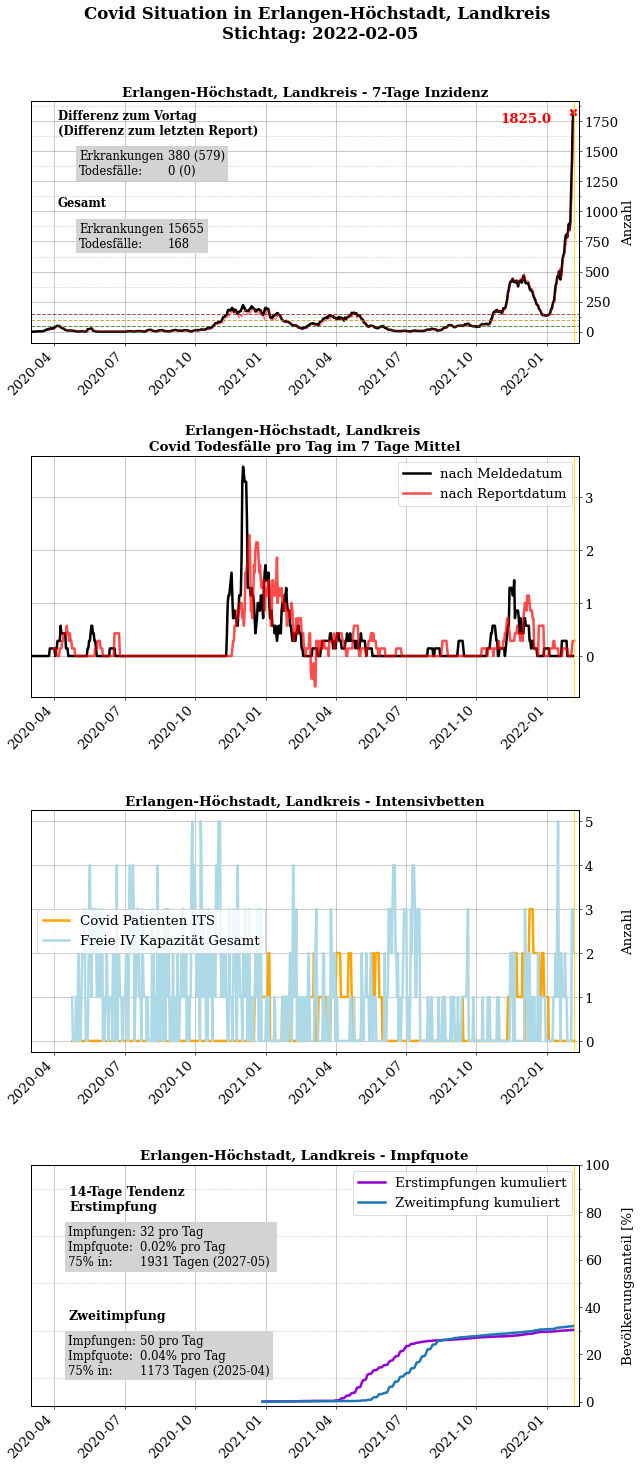 Covid Situation in Erlangen-Höchstadt, Landkreis
Stichtag: 2022-02-05
Erlangen-Höchstadt, Landkreis - 7-Tage Inzidenz
Differenz zum Vortag
(Differenz zum letzten Report)
Erkrankungen 380 (579)
Todesfälle: 0 (0)
Gesamt
Erkrankungen 15655
Todesfälle: 168
1825.0
1750
1500
1250
1000
750
500
250
0
Anzahl
2020-04
2020-07
2020-10
2021-01
2021-04
2021-07
2021-10
2022-01
Erlangen-Höchstadt, Landkreis
Covid Todesfälle pro Tag im 7 Tage Mittel
nach Meldedatum
nach Reportdatum
3
2
1
0
2020-04
2020-07
2020-10
2021-01
2021-04
2021-07
2021-10
2022-01
Erlangen-Höchstadt, Landkreis - Intensivbetten
Covid Patienten ITS
Freie IV Kapazität Gesamt
5
4
3
2
1
0
Anzahl
2020-04
2020-07
2020-10
2021-01
2021-04
2021-07
2021-10
2022-01
Erlangen-Höchstadt, Landkreis - Impfquote
14-Tage Tendenz
Erstimpfung
Impfungen: 32 pro Tag
Impfquote: 0.02% pro Tag
75% in: 1931 Tagen (2027-05)
Zweitimpfung
Impfungen: 50 pro Tag
Impfquote: 0.04% pro Tag
75% in: 1173 Tagen (2025-04)
Erstimpfungen kumuliert
Zweitimpfung kumuliert
100
80
60
40
20
0
Bevölkerungsanteil [%]
2020-04
2020-07
2020-10
2021-01
2021-04
2021-07
2021-10
2022-01